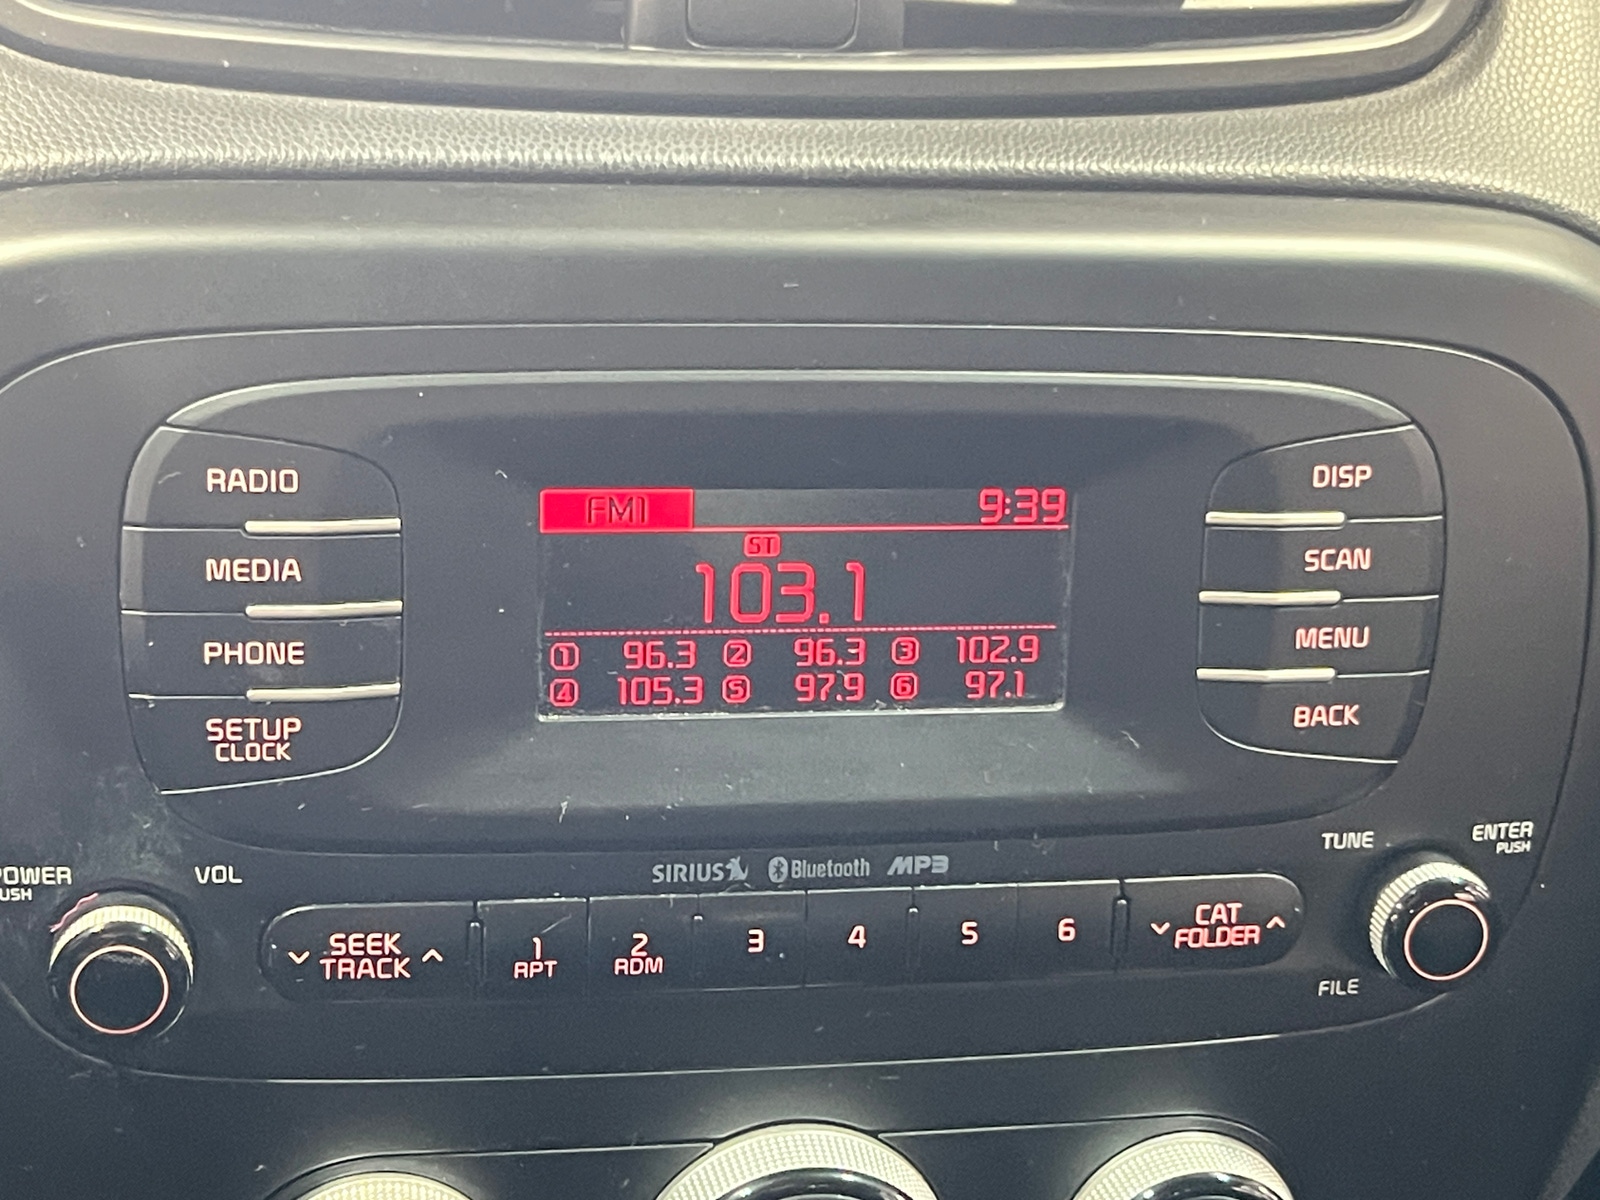 RADIO
MEDIA
PHONE
SETUP
CLOCK
FM1 9:39
ST
103.1
1 96.3 2 96.3 3 102.9
4 105.3 5 97.9 6 97.1
DISP
SCAN
MENU
BACK
VOL
SIRIUS Bluetooth MP3
TUNE
ENTER
PUSH
SEEK
TRACK
1
RPT
2
RDM
3
4
5
6
CAT
FOLDER
FILE